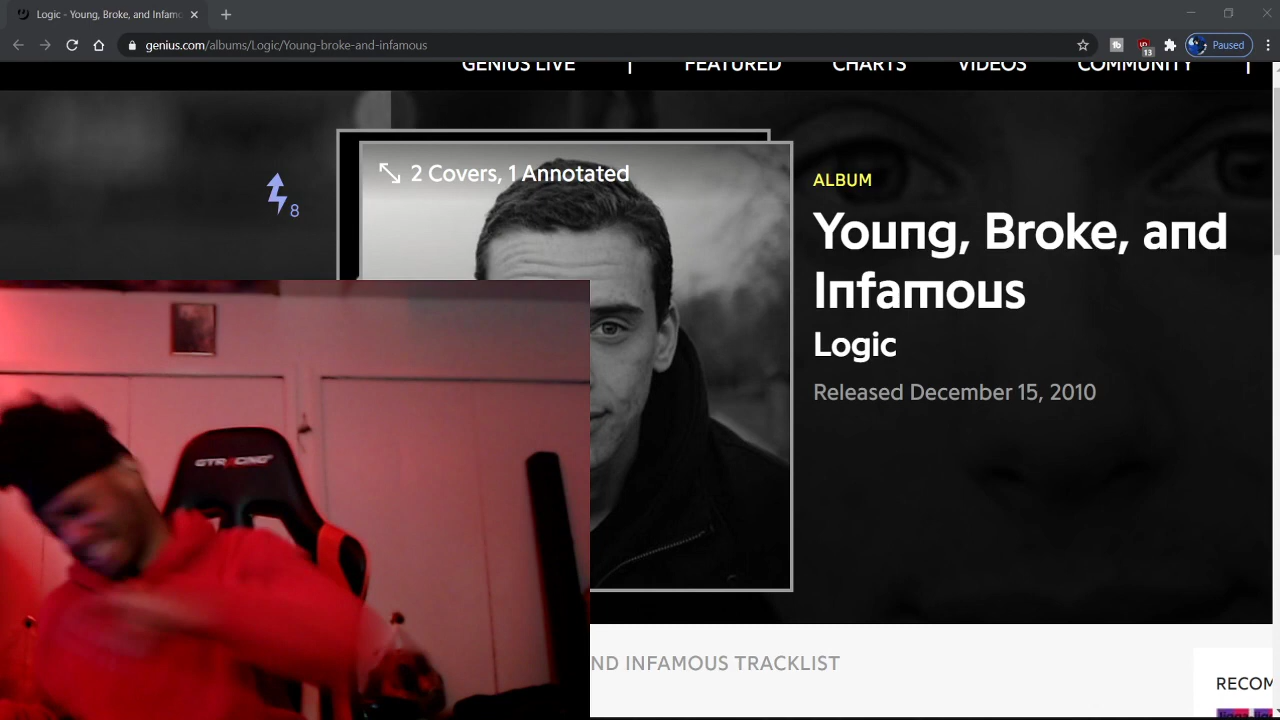 Logic - Young, Broke, and Infamo
genius.com/albums/Logic/Young-broke-and-infamous
13
Paused
GENIUS LIVE | FEATURED CHARTS VIDEOS COMMUNITY |
2 Covers, 1 Annotated
8
ALBUM
Young, Broke, and
Infamous
Logic
Released December 15, 2010
GTRACING
ND INFAMOUS TRACKLIST
RECOM